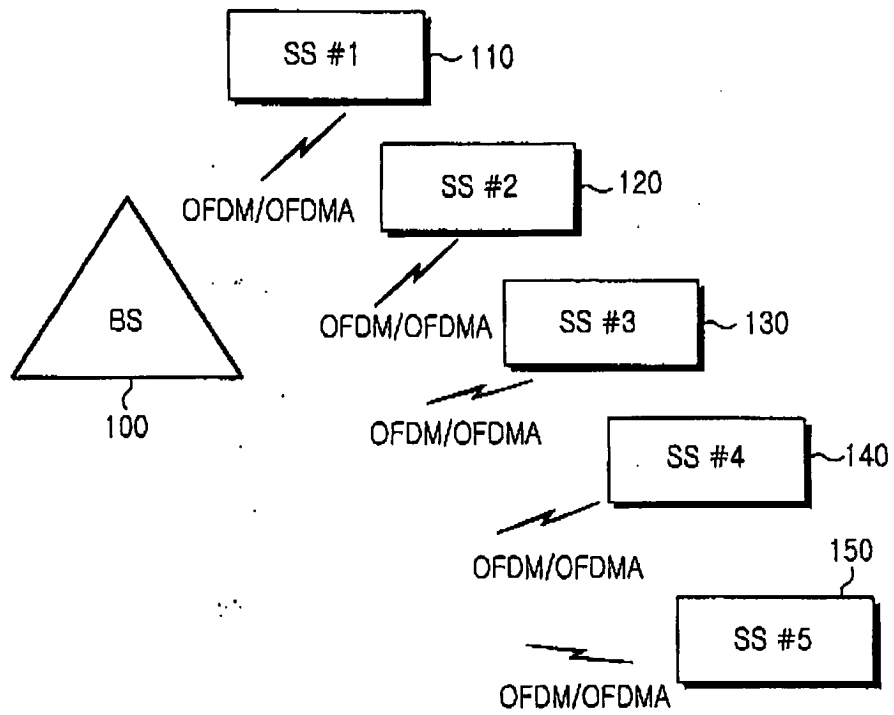 SS #1
110
OFDM/OFDMA
SS #2
120
OFDM/OFDMA
BS
100
SS #3
130
OFDM/OFDMA
SS #4
140
OFDM/OFDMA
150
SS #5
OFDM/OFDMA